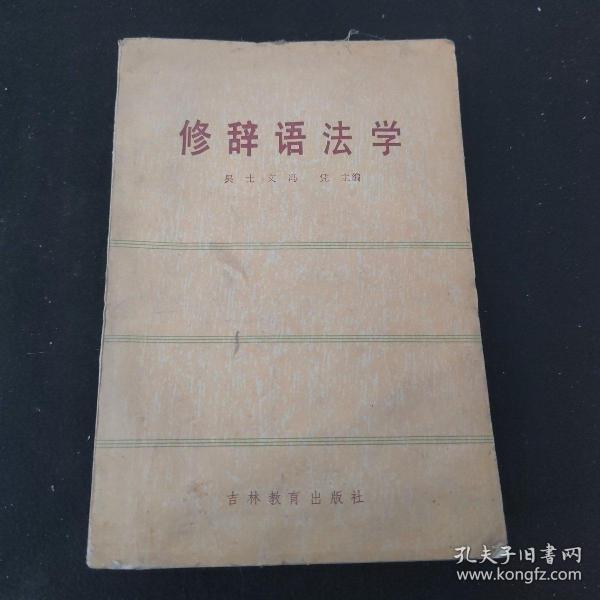 修辞语法学
吴士文 冯凭 主编
吉林教育出版社
孔夫子旧书网
www.kongfz.com